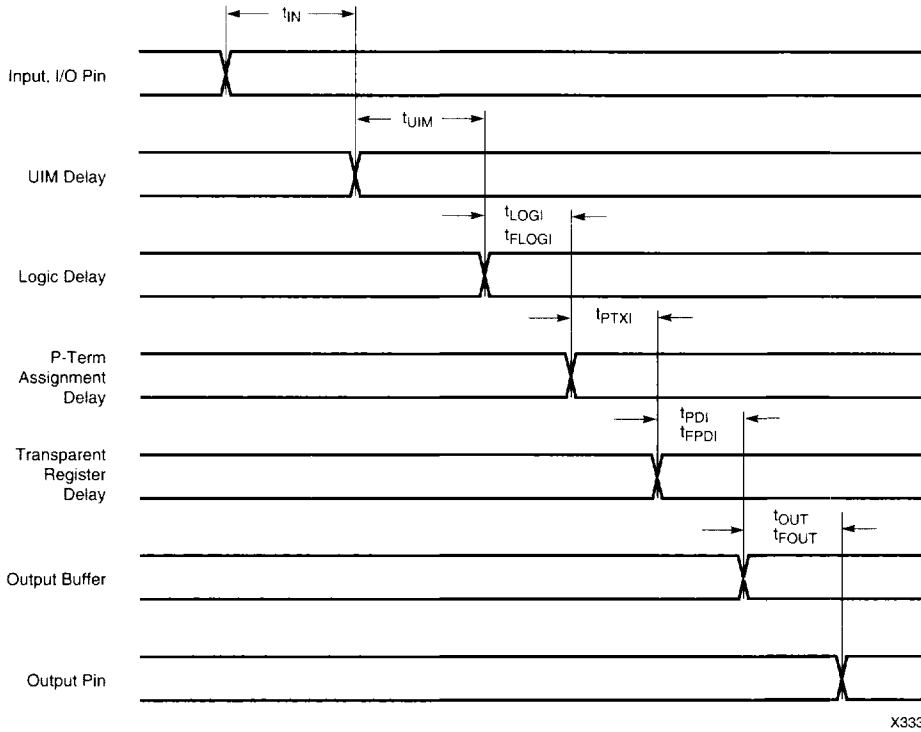 tIN
Input, I/O Pin
tUIM
UIM Delay
tLOGI
tFLOGI
Logic Delay
tPTXI
P-Term
Assignment
Delay
tPDI
tFPDI
Transparent
Register
Delay
tOUT
tFOUT
Output Buffer
Output Pin
X333